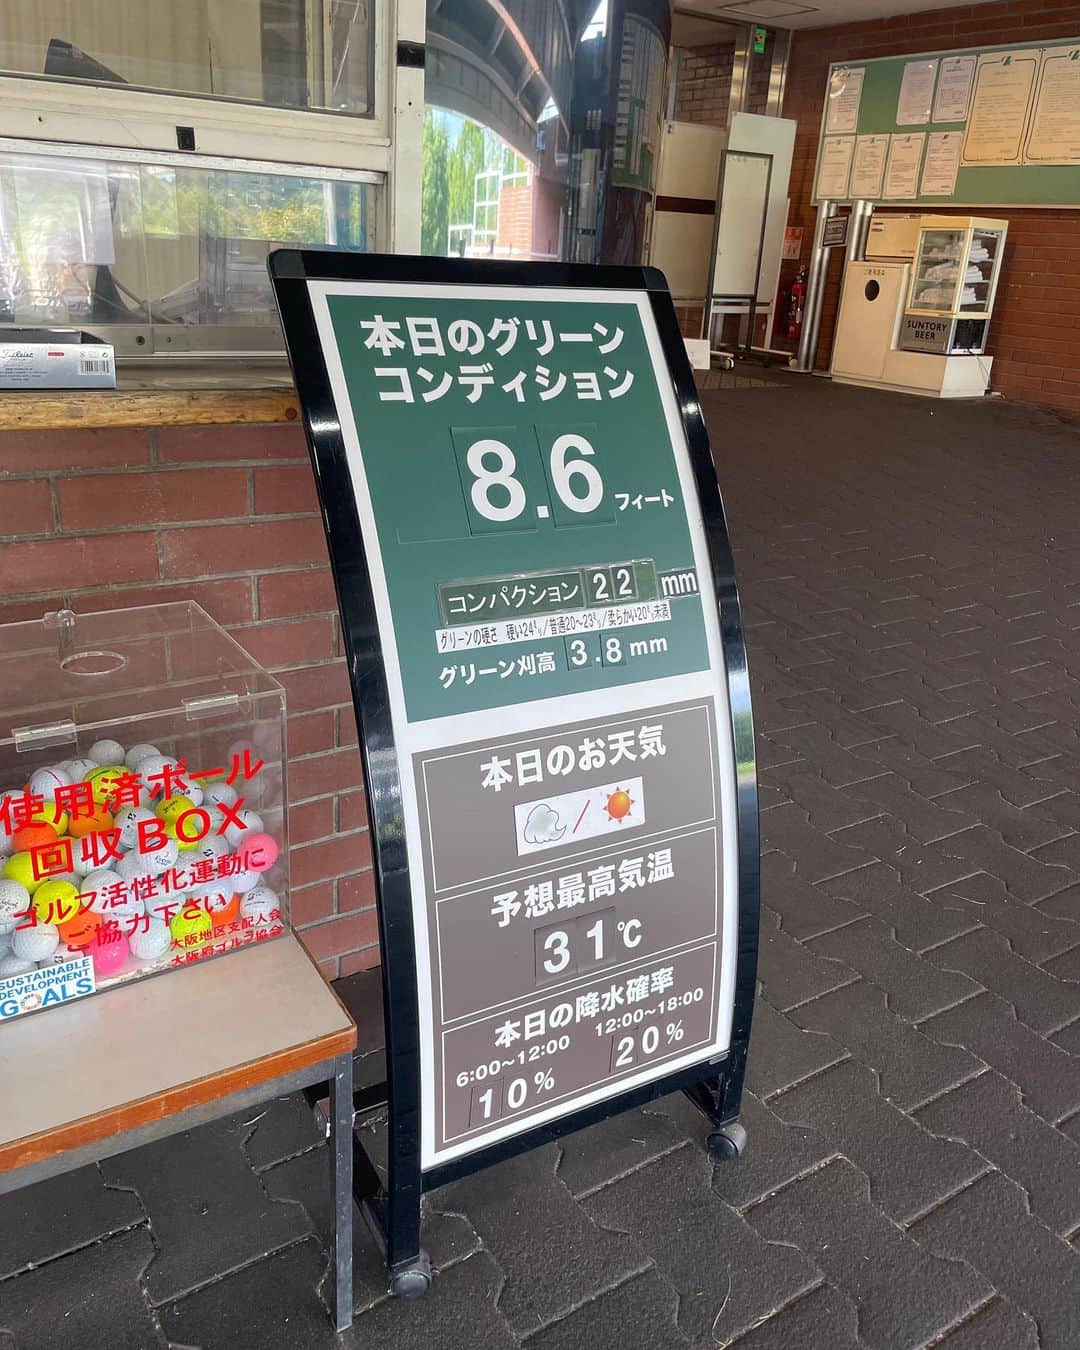 本日のグリーン
コンディション
8.6フィート
コンパクション 22 mm
グリーンの硬さ 硬い24㎏/普通20~23㎏/柔らかい20㎏未満
グリーン刈高 3.8mm
本日のお天気
/
予想最高気温
31℃
本日の降水確率
6:00~12:00 12:00~18:00
10% 20%
使用済ボール
回収BOX
ゴルフ活性化運動に
ご協力下さい
大阪地区支配人会
大阪府ゴルフ協会
SUSTAINABLE
DEVELOPMENT
GOALS
Titleist
SUNTORY
BEER